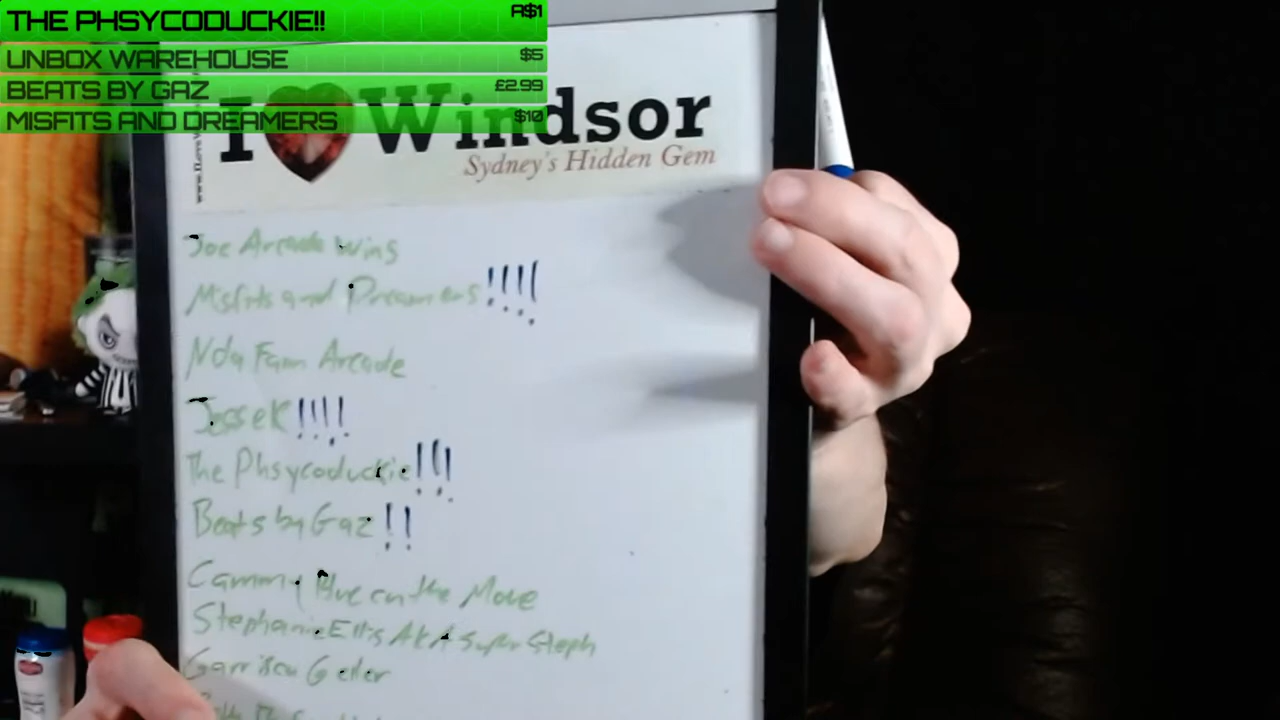 THE PHSYCODUCKIE!! A$1
UNBOX WAREHOUSE $5
BEATS BY GAZ £2.99
MISFITS AND DREAMERS $10
I Windsor
Sydney's Hidden Gem
Joe Arcade Wins
Misfits and Dreamers!!!!
Nda Fam Arcade
JesseK!!!!
The Phsycoduckie!!!
Beats by Gaz!!
Cammy Blue on the Move
Stephanie Ellis AKA Super Steph
Garrison